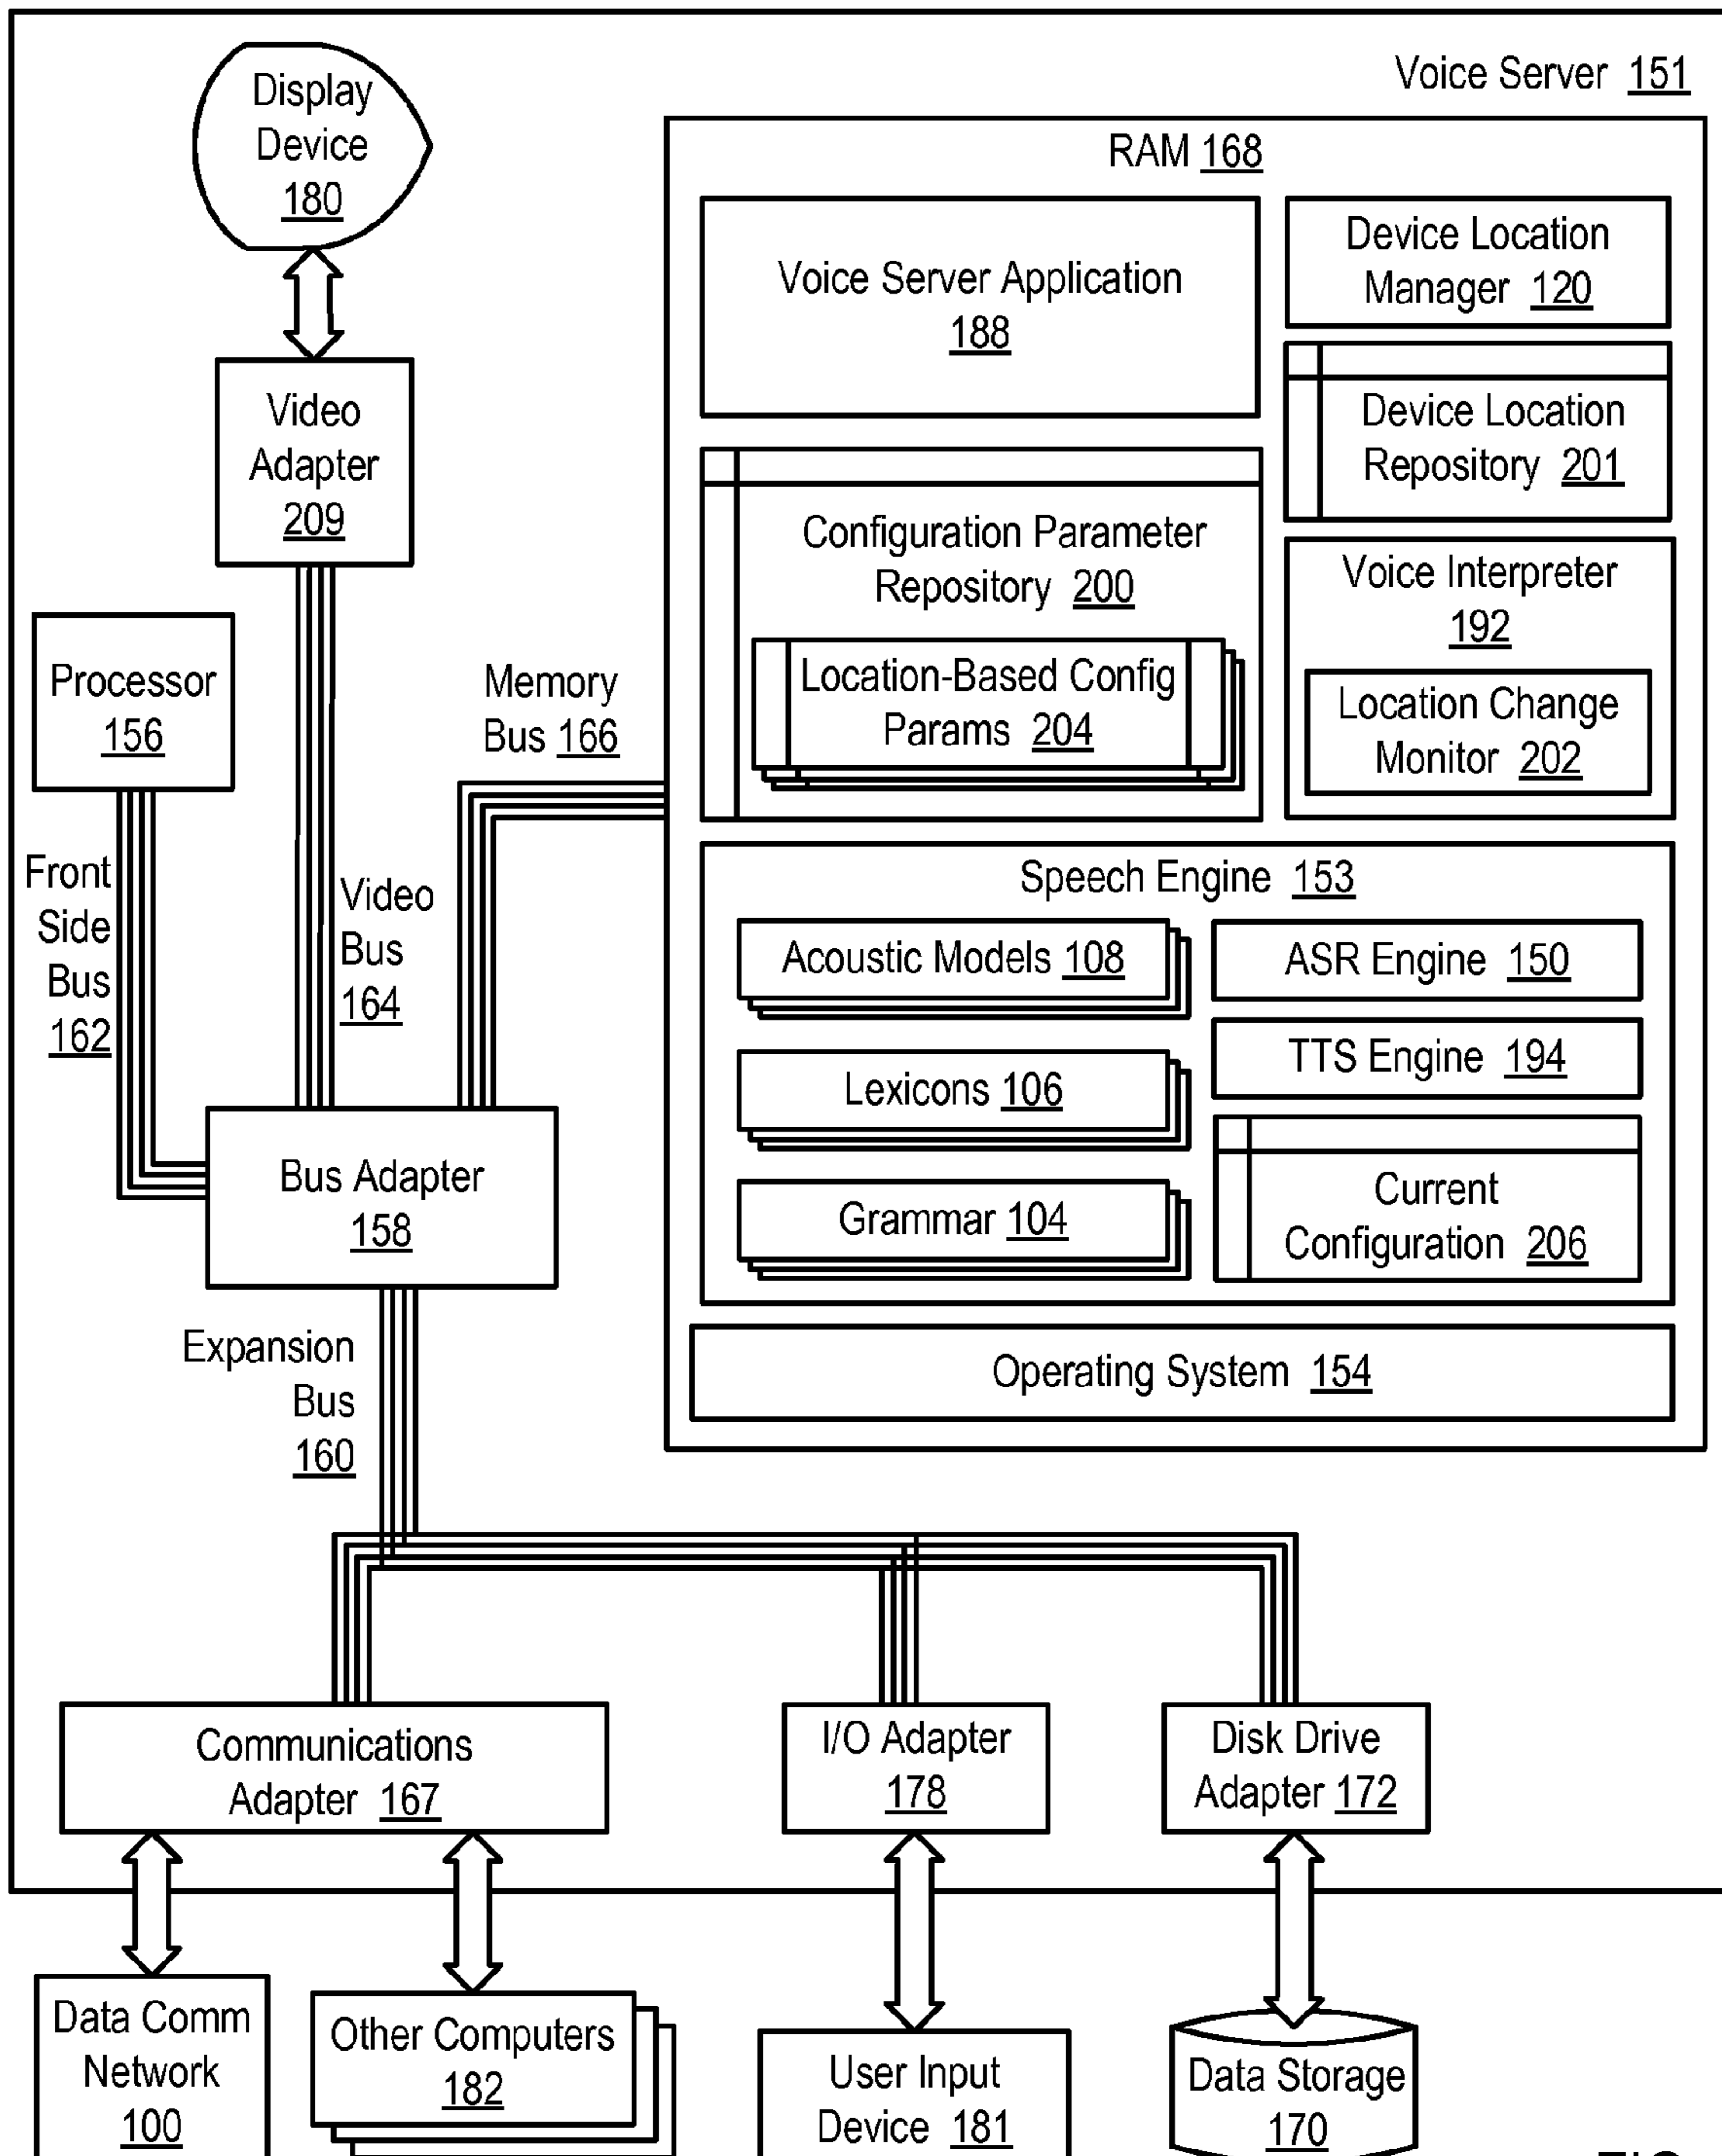 Voice Server 151
Display
Device
180
Video
Adapter
209
Processor
156
Memory
Bus 166
Front
Side
Bus
162
Video
Bus
164
Bus Adapter
158
Expansion
Bus
160
RAM 168
Voice Server Application
188
Device Location
Manager 120
Device Location
Repository 201
Configuration Parameter
Repository 200
Location-Based Config
Params 204
Voice Interpreter
192
Location Change
Monitor 202
Speech Engine 153
Acoustic Models 108
Lexicons 106
Grammar 104
ASR Engine 150
TTS Engine 194
Current
Configuration 206
Operating System 154
Communications
Adapter 167
I/O Adapter
178
Disk Drive
Adapter 172
Data Comm
Network
100
Other Computers
182
User Input
Device 181
Data Storage
170